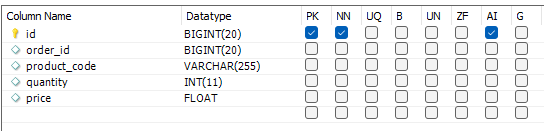 Column Name Datatype PK NN UQ B UN ZF AI G
id BIGINT(20)
order_id BIGINT(20)
product_code VARCHAR(255)
quantity INT(11)
price FLOAT